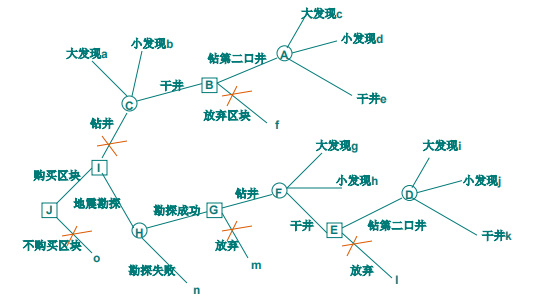 大发现c
小发现d
大发现a
小发现b
钻第二口井
A
干井
B
干井e
C
放弃区块
f
钻井
大发现g
大发现i
购买区块
I
小发现h
小发现j
地震勘探
勘探成功
钻井
F
D
J
G
H
干井
E
钻第二口井
干井k
不购买区块
放弃
o
m
勘探失败
放弃
l
n